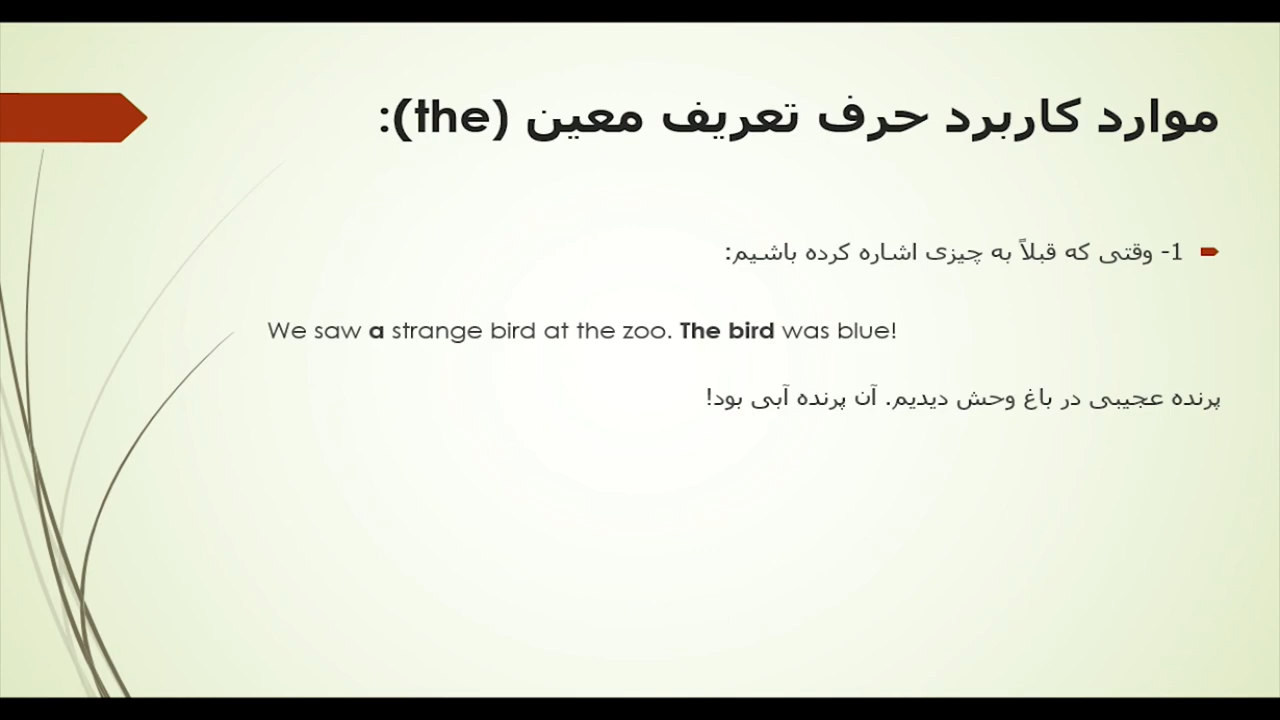 موارد کاربرد حرف تعریف معین (the):
1- وقتی که قبلاً به چیزی اشاره کرده باشیم:
We saw a strange bird at the zoo. The bird was blue!
پرنده عجیبی در باغ وحش دیدیم. آن پرنده آبی بود!